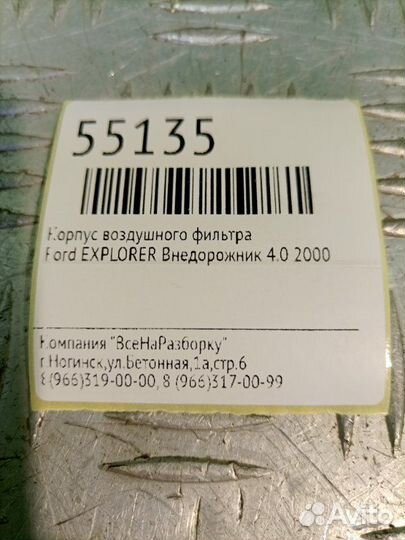 55135
Корпус воздушного фильтра
Ford EXPLORER Внедорожник 4.0 2000
Компания "ВсеНаРазборку"
г.Ногинск,ул.Бетонная,1а,стр.6
8(966)319-00-00, 8 (966)317-00-99
Avito